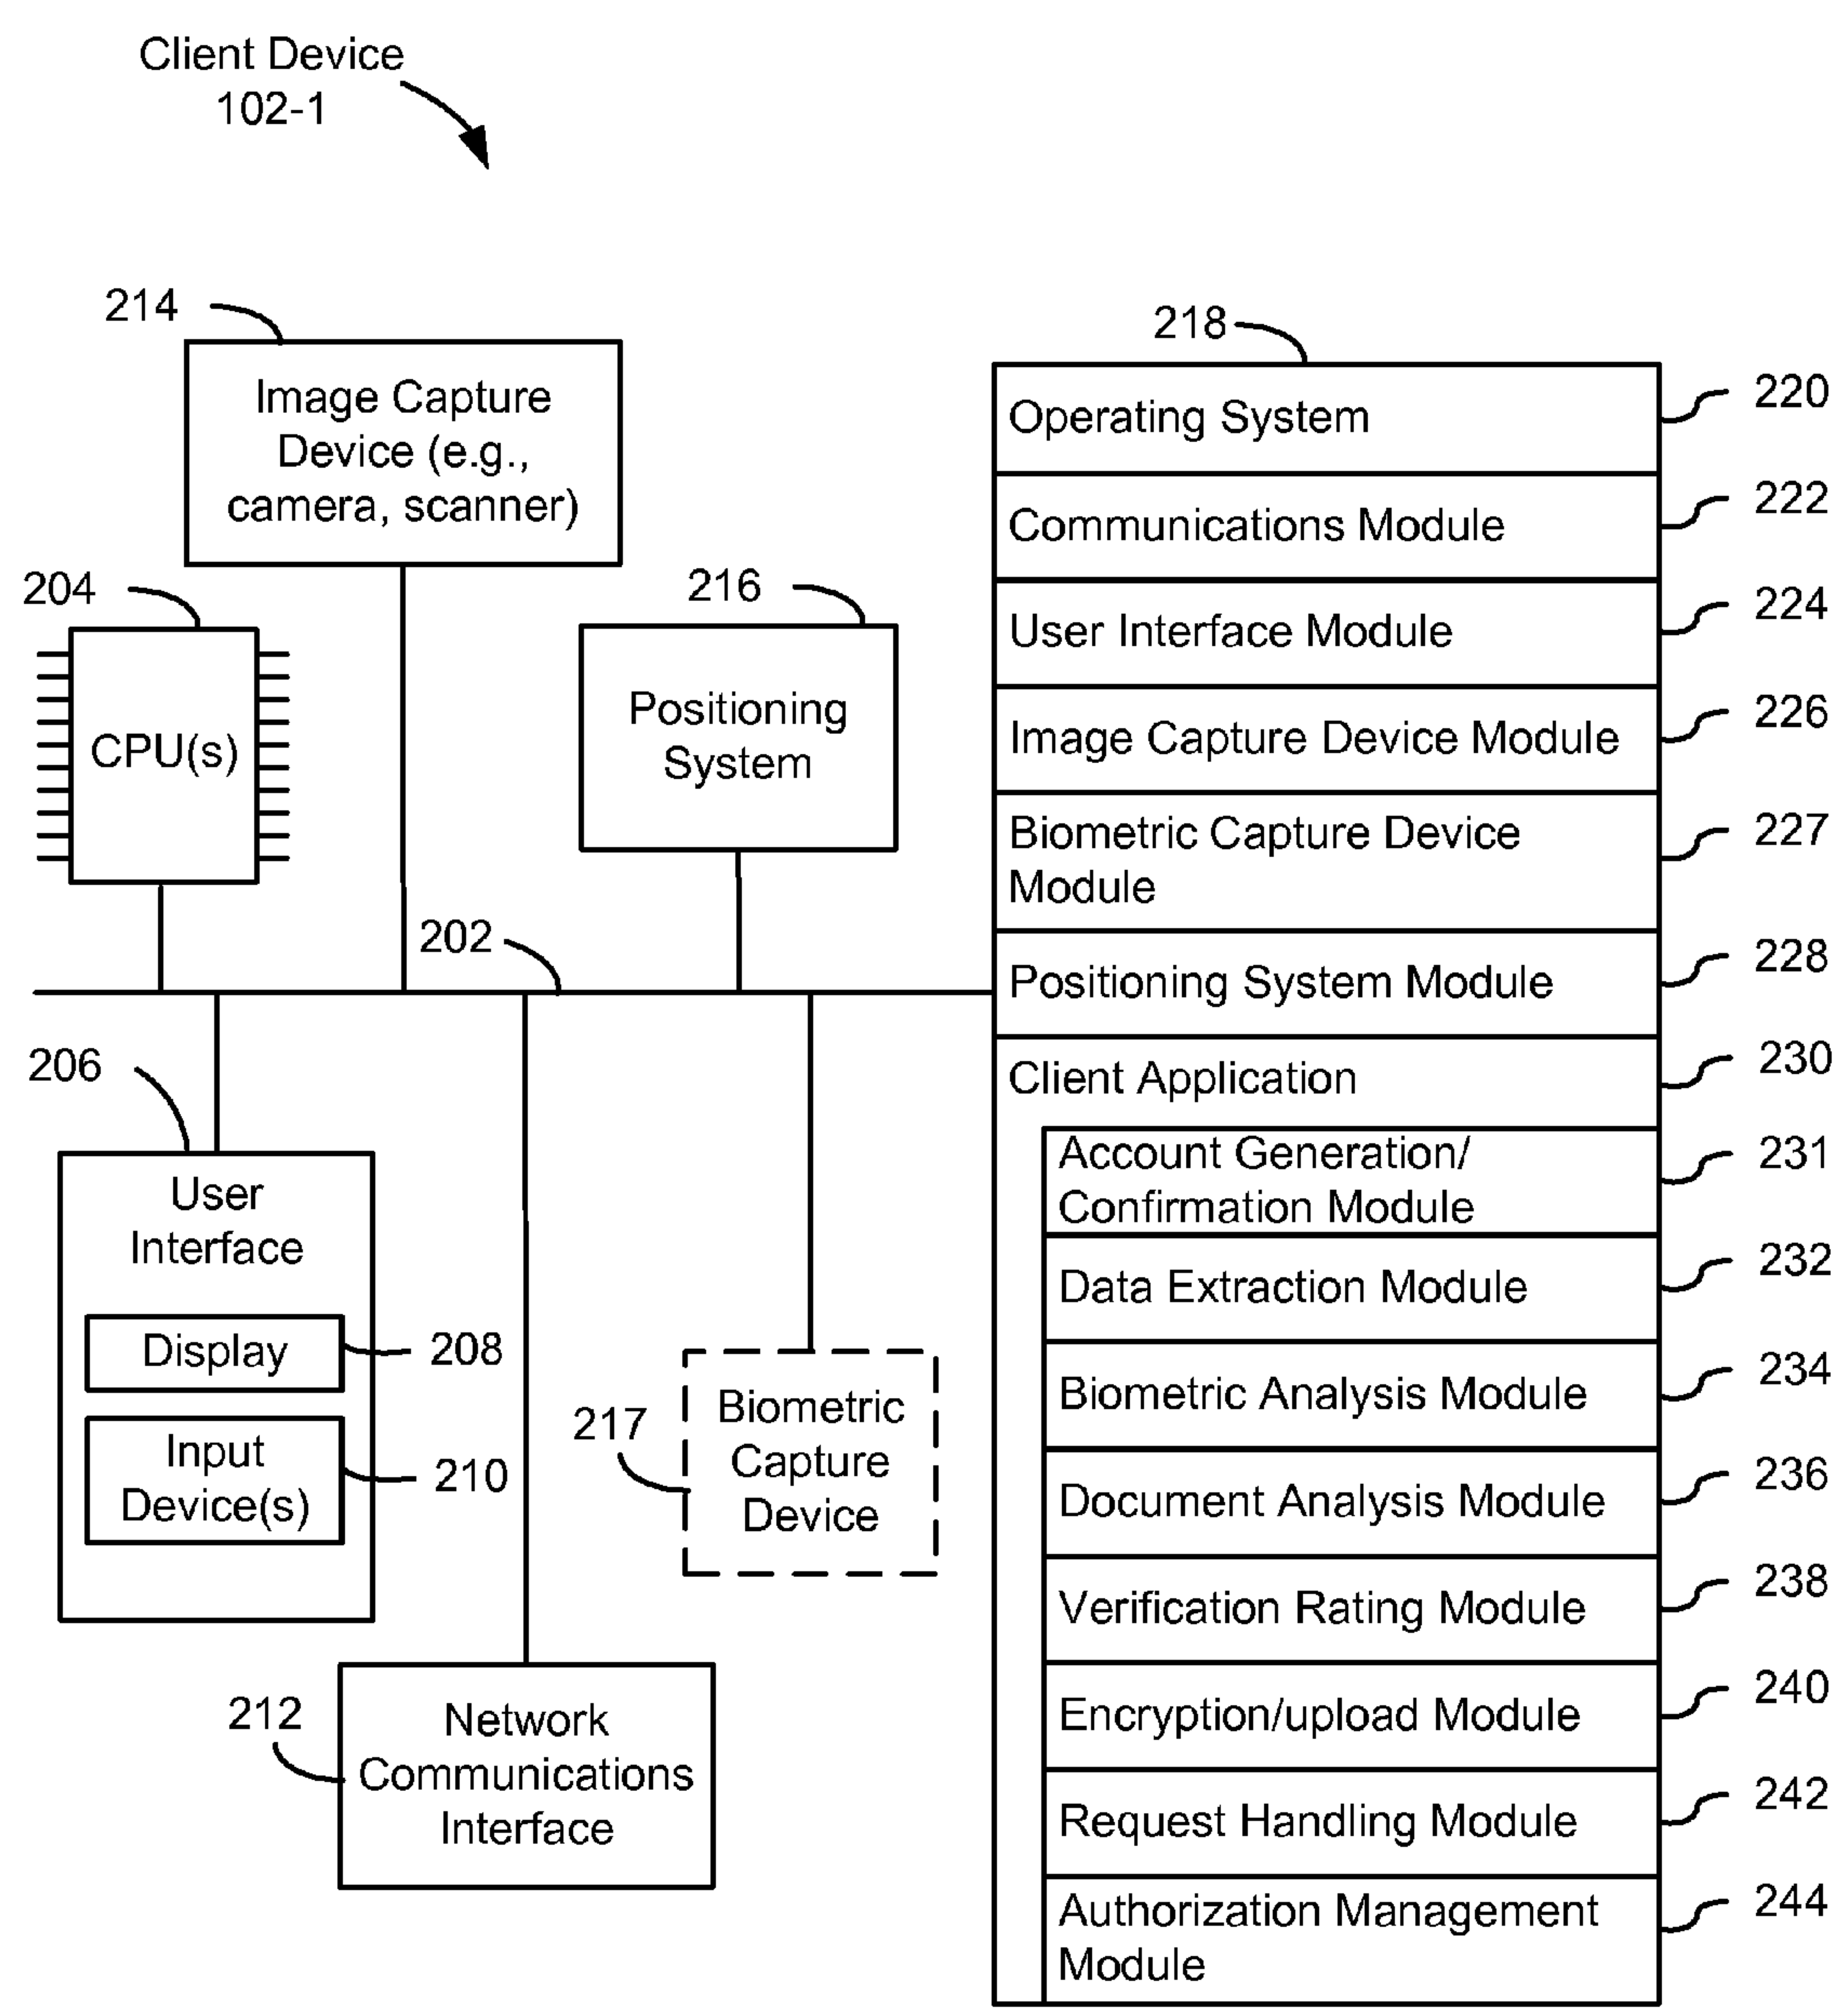 Client Device
102-1
214
Image Capture
Device (e.g.,
camera, scanner)
204
CPU(s)
216
Positioning
System
202
206
User
Interface
Display
208
Input
Device(s)
210
217
Biometric
Capture
Device
212
Network
Communications
Interface
218
Operating System
220
Communications Module
222
User Interface Module
224
Image Capture Device Module
226
Biometric Capture Device
Module
227
Positioning System Module
228
Client Application
230
Account Generation/
Confirmation Module
231
Data Extraction Module
232
Biometric Analysis Module
234
Document Analysis Module
236
Verification Rating Module
238
Encryption/upload Module
240
Request Handling Module
242
Authorization Management
Module
244